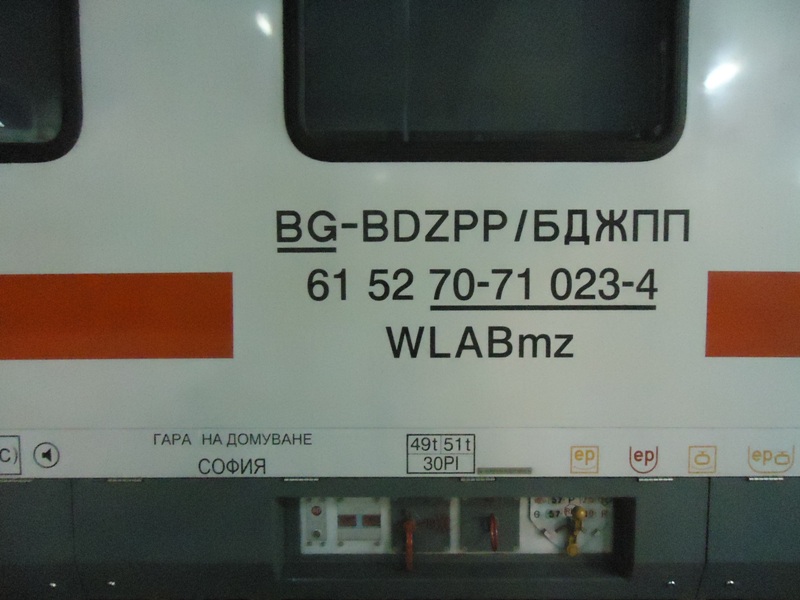 BG-BDZPP/БДЖПП
61 52 70-71 023-4
WLABmz
ГАРА НА ДОМУВАНЕ
СОФИЯ
49t 51t
30PI
C)
ep
ep
ep